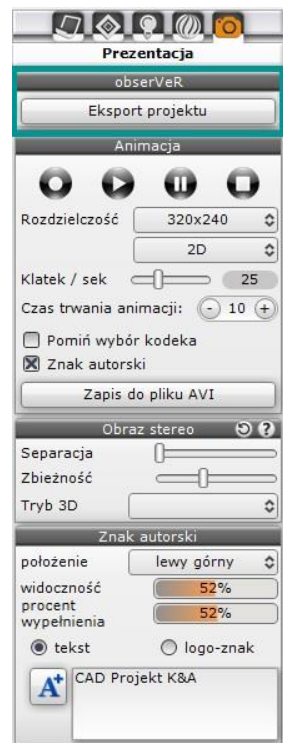 Prezentacja
obserVeR
Eksport projektu
Animacja
Rozdzielczość 320x240
2D
Klatek / sek 25
Czas trwania animacji: - 10 +
Pomiń wybór kodeka
Znak autorski
Zapis do pliku AVI
Obraz stereo ?
Separacja
Zbieżność
Tryb 3D
Znak autorski
położenie lewy górny
widoczność 52%
procent
wypełnienia 52%
tekst logo-znak
A+ CAD Projekt K&A